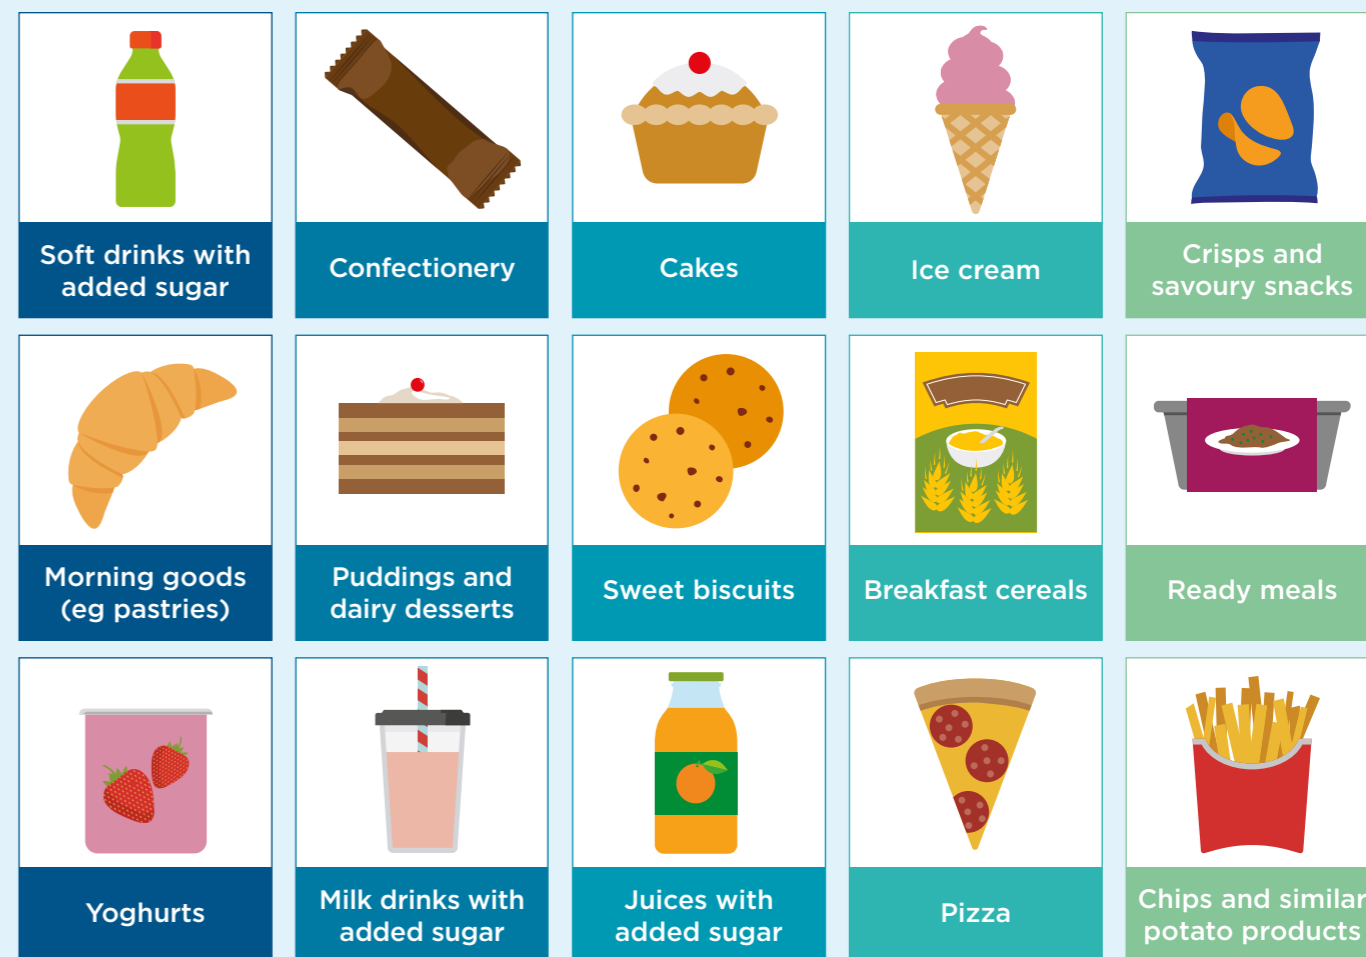 Soft drinks with
added sugar
Confectionery
Cakes
Ice cream
Crisps and
savoury snacks
Morning goods
(eg pastries)
Puddings and
dairy desserts
Sweet biscuits
Breakfast cereals
Ready meals
Yoghurts
Milk drinks with
added sugar
Juices with
added sugar
Pizza
Chips and similar
potato products